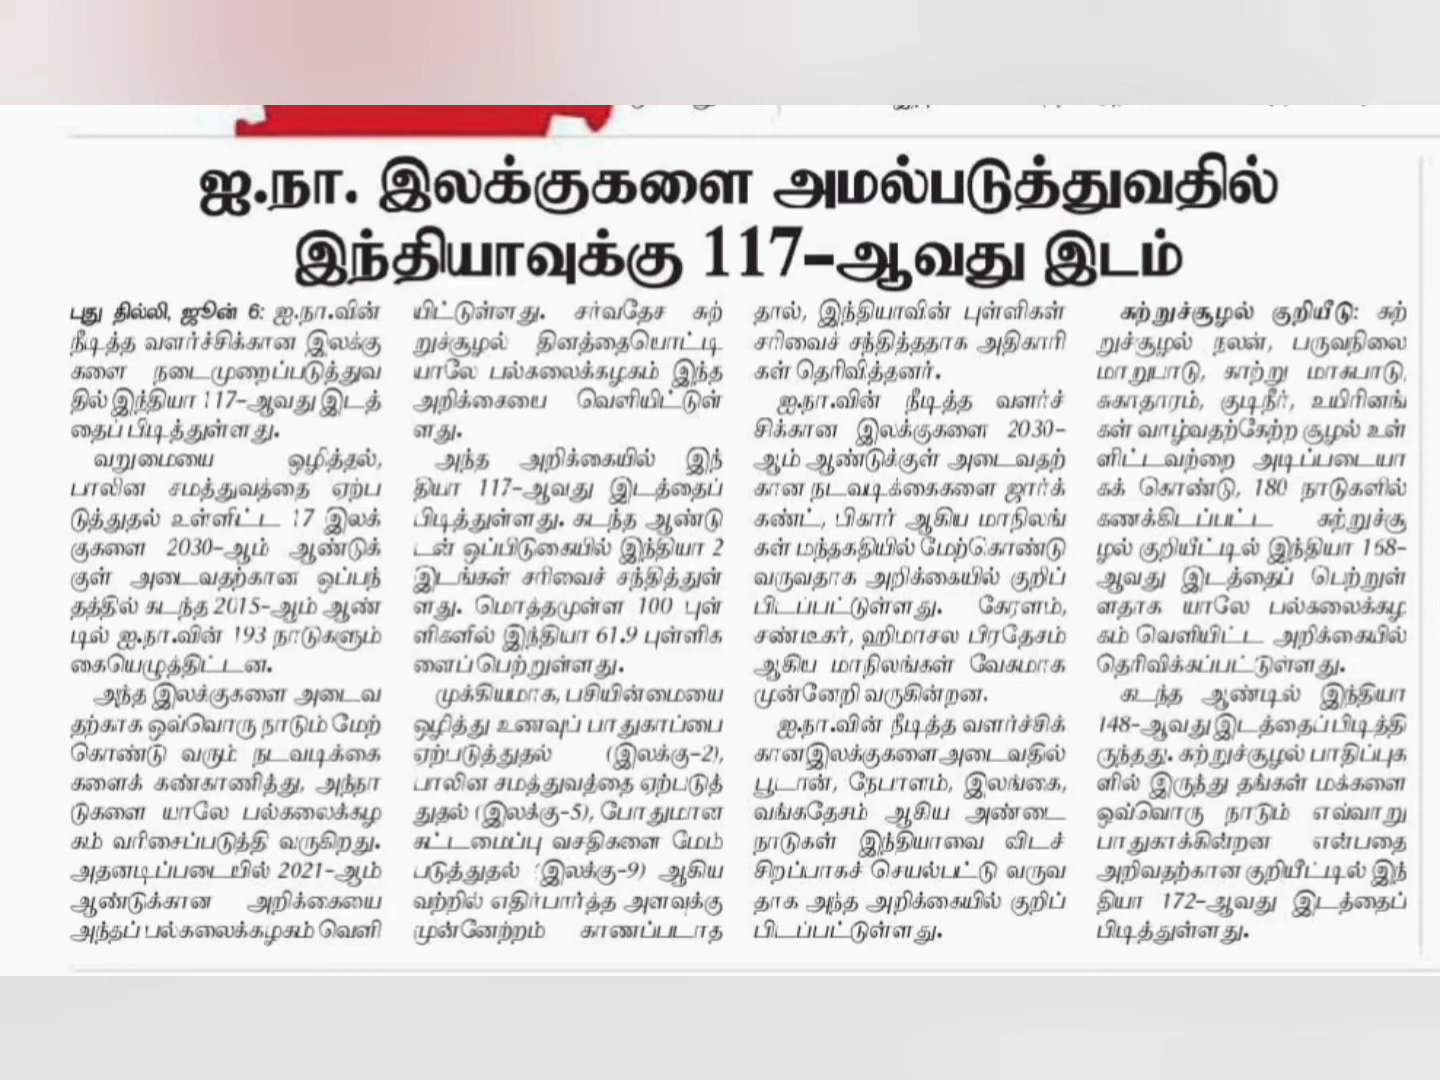 ஐ.நா. இலக்குகளை அமல்படுத்துவதில்
இந்தியாவுக்கு 117-ஆவது இடம்
புது தில்லி, ஜூன் 6: ஐ.நா.வின்
நீடித்த வளர்ச்சிக்கான இலக்கு
களை நடைமுறைப்படுத்துவ
தில் இந்தியா 117-ஆவது இடத்
தைப் பிடித்துள்ளது.
வறுமையை ஒழித்தல்,
பாலின சமத்துவத்தை ஏற்ப
டுத்துதல் உள்ளிட்ட 17 இலக்
குகளை 2030-ஆம் ஆண்டுக்
குள் அடைவதற்கான ஒப்பந்
தத்தில் கடந்த 2015-ஆம் ஆண்
டில் ஐ.நா.வின் 193 நாடுகளும்
கையெழுத்திட்டன.
அந்த இலக்குகளை அடைவ
தற்காக ஒவ்வொரு நாடும் மேற்
கொண்டு வரும் நடவடிக்கை
களைக் கண்காணித்து, அந்நா
டுகளை யாலே பல்கலைக்கழ
கம் வரிசைப்படுத்தி வருகிறது.
அதனடிப்படையில் 2021-ஆம்
ஆண்டுக்கான அறிக்கையை
அந்தப் பல்கலைக்கழகம் வெளி
யிட்டுள்ளது. சர்வதேச சுற்
றுச்சூழல் தினத்தையொட்டி
யாலே பல்கலைக்கழகம் இந்த
அறிக்கையை வெளியிட்டுள்
ளது.
அந்த அறிக்கையில் இந்
தியா 117-ஆவது இடத்தைப்
பிடித்துள்ளது. கடந்த ஆண்டு
டன் ஒப்பிடுகையில் இந்தியா 2
இடங்கள் சரிவைச் சந்தித்துள்
ளது. மொத்தமுள்ள 100 புள்
ளிகளில் இந்தியா 61.9 புள்ளிக
ளைப் பெற்றுள்ளது.
முக்கியமாக, பசியின்மையை
ஒழித்து உணவுப் பாதுகாப்பை
ஏற்படுத்துதல் (இலக்கு-2),
பாலின சமத்துவத்தை ஏற்படுத்
துதல் (இலக்கு-5), போதுமான
கட்டமைப்பு வசதிகளை மேம்
படுத்துதல் (இலக்கு-9) ஆகிய
வற்றில் எதிர்பார்த்த அளவுக்கு
முன்னேற்றம் காணப்படாத
தால், இந்தியாவின் புள்ளிகள்
சரிவைச் சந்தித்ததாக அதிகாரி
கள் தெரிவித்தனர்.
ஐ.நா.வின் நீடித்த வளர்ச்
சிக்கான இலக்குகளை 2030-
ஆம் ஆண்டுக்குள் அடைவதற்
கான நடவடிக்கைகளை ஜார்க்
கண்ட், பிகார் ஆகிய மாநிலங்
கள் மந்தகதியில் மேற்கொண்டு
வருவதாக அறிக்கையில் குறிப்
பிடப்பட்டுள்ளது. கேரளம்,
சண்டீகர், ஹிமாசல பிரதேசம்
ஆகிய மாநிலங்கள் வேகமாக
முன்னேறி வருகின்றன.
ஐ.நா.வின் நீடித்த வளர்ச்சிக்
கான இலக்குகளை அடைவதில்
பூடான், நேபாளம், இலங்கை,
வங்கதேசம் ஆகிய அண்டை
நாடுகள் இந்தியாவை விடச்
சிறப்பாகச் செயல்பட்டு வருவ
தாக அந்த அறிக்கையில் குறிப்
பிடப்பட்டுள்ளது.
சுற்றுச்சூழல் குறியீடு: சுற்
றுச்சூழல் நலன், பருவநிலை
மாறுபாடு, காற்று மாசுபாடு,
சுகாதாரம், குடிநீர், உயிரினங்
கள் வாழ்வதற்கேற்ற சூழல் உள்
ளிட்டவற்றை அடிப்படையா
கக் கொண்டு, 180 நாடுகளில்
கணக்கிடப்பட்ட சுற்றுச்சூ
ழல் குறியீட்டில் இந்தியா 168-
ஆவது இடத்தைப் பெற்றுள்
ளதாக யாலே பல்கலைக்கழ
கம் வெளியிட்ட அறிக்கையில்
தெரிவிக்கப்பட்டுள்ளது.
கடந்த ஆண்டில் இந்தியா
148-ஆவது இடத்தைப் பிடித்தி
ருந்தது. சுற்றுச்சூழல் பாதிப்புக
ளில் இருந்து தங்கள் மக்களை
ஒவ்வொரு நாடும் எவ்வாறு
பாதுகாக்கின்றன என்பதை
அறிவதற்கான குறியீட்டில் இந்
தியா 172-ஆவது இடத்தைப்
பிடித்துள்ளது.